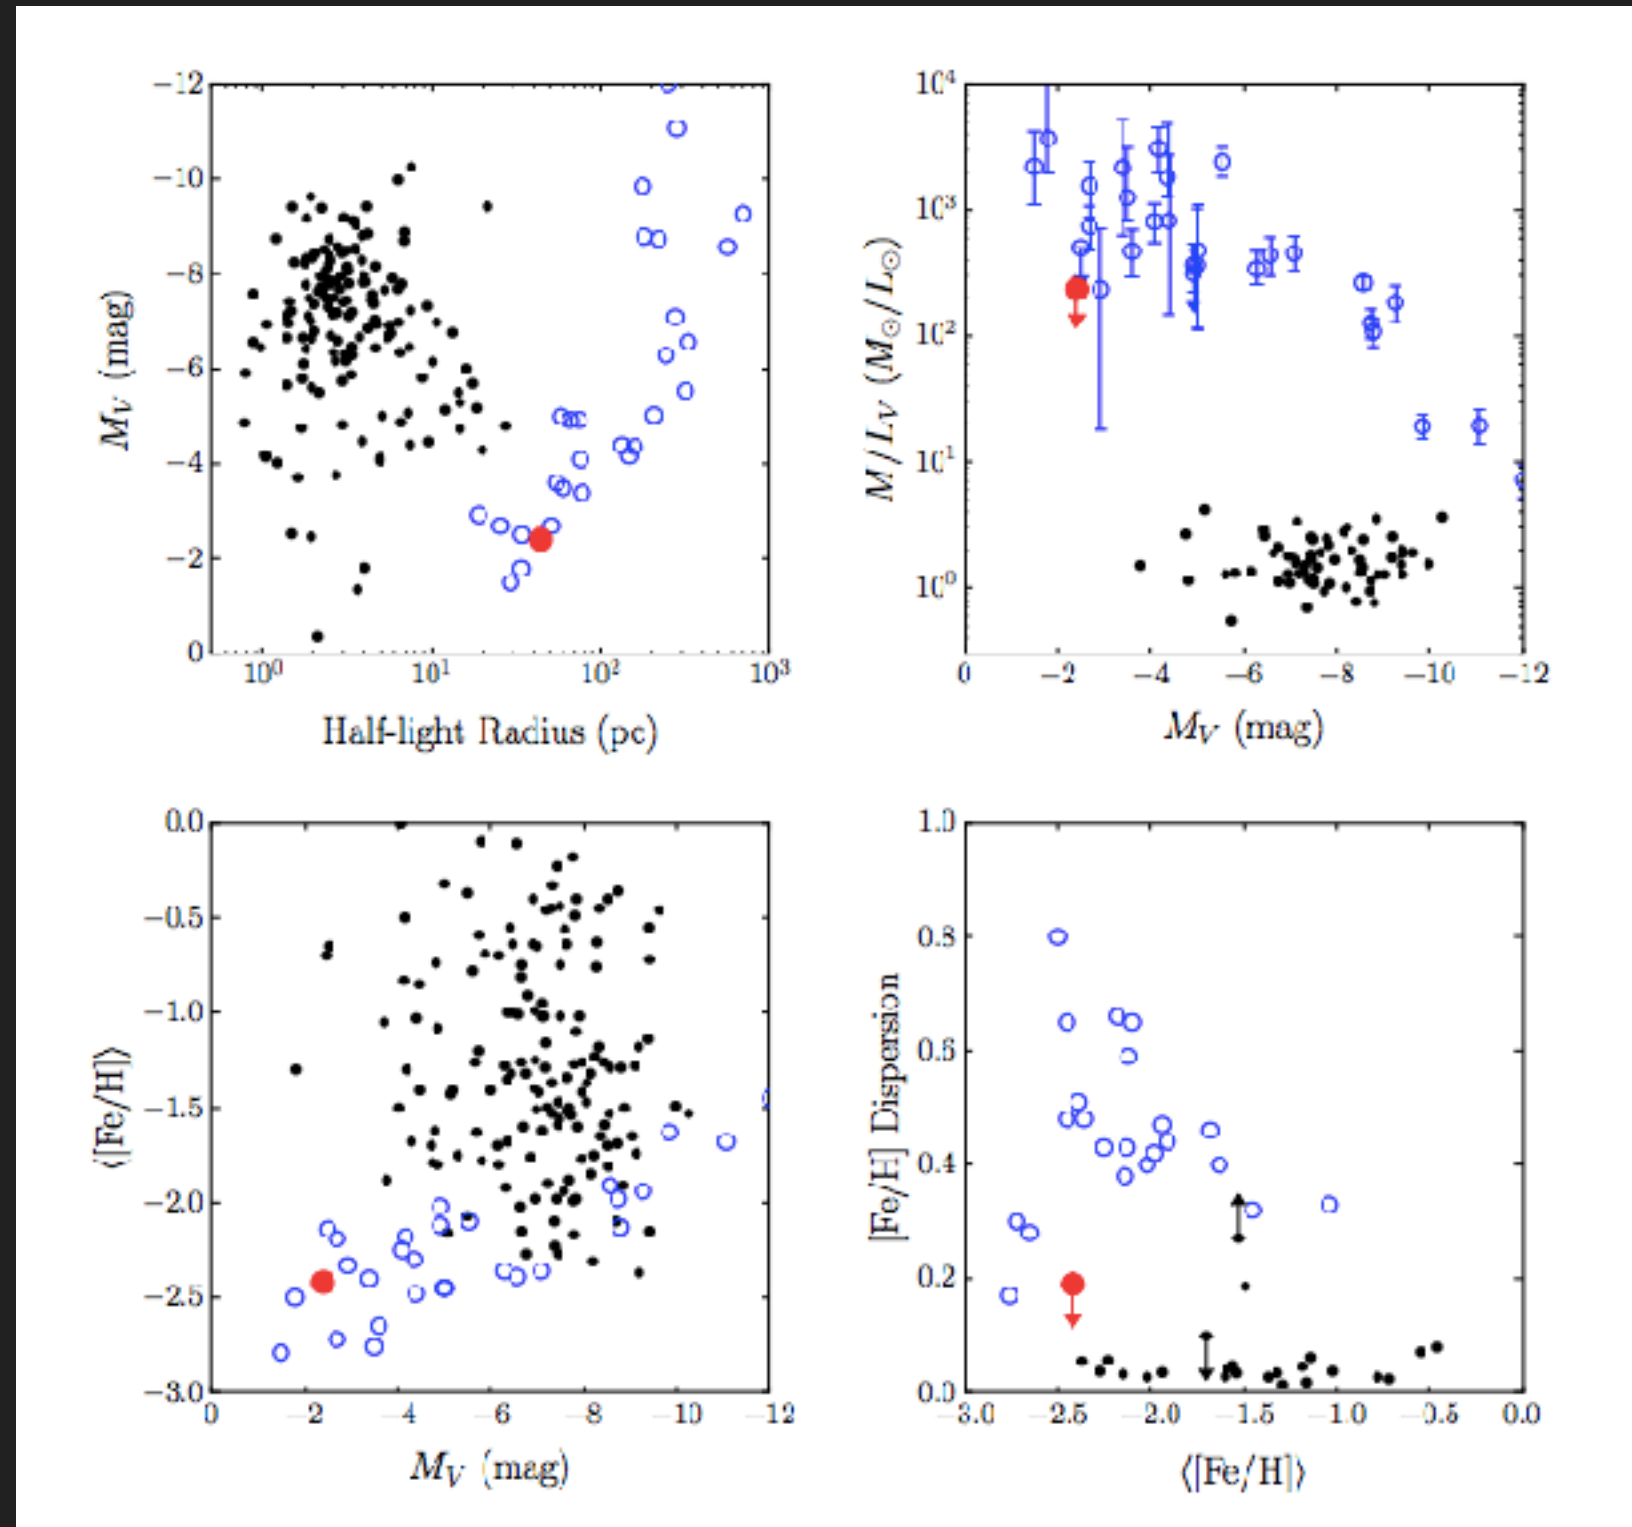 −12
−10
−8
−6
−4
−2
0
M_V (mag)
10^0 10^1 10^2 10^3
Half-light Radius (pc)
10^4
10^3
10^2
10^1
10^0
M/L_V (M_⊙/L_⊙)
0 −2 −4 −6 −8 −10 −12
M_V (mag)
0.0
−0.5
−1.0
−1.5
−2.0
−2.5
−3.0
⟨[Fe/H]⟩
0 −2 −4 −6 −8 −10 −12
M_V (mag)
1.0
0.8
0.6
0.4
0.2
0.0
[Fe/H] Dispersion
−3.0 −2.5 −2.0 −1.5 −1.0 −0.5 0.0
⟨[Fe/H]⟩